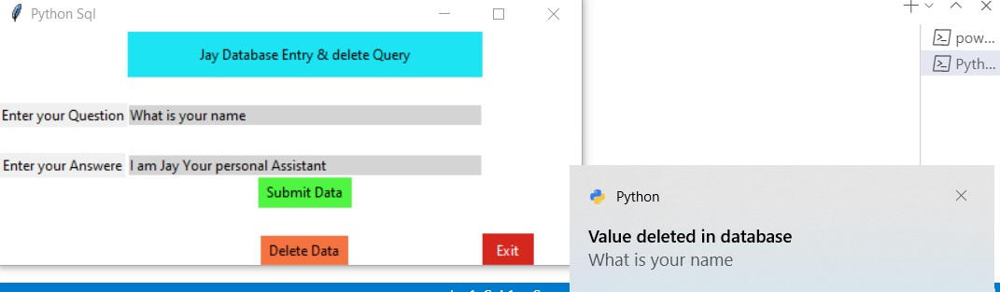 Python Sql
Jay Database Entry & delete Query
Enter your Question What is your name
Enter your Answere I am Jay Your personal Assistant
Submit Data
Delete Data
Exit
pow...
Pyth...
Python
Value deleted in database
What is your name